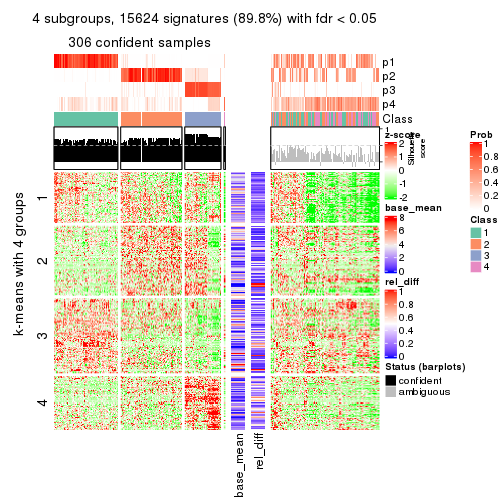 4 subgroups, 15624 signatures (89.8%) with fdr < 0.05
306 confident samples
p1
p2
p3
p4
Class
1
Silhouette
score
k-means with 4 groups
1
2
3
4
base_mean
rel_diff
z-score
2
1
0
-1
-2
base_mean
8
6
4
2
0
rel_diff
1
0.8
0.6
0.4
0.2
0
Status (barplots)
confident
ambiguous
Prob
1
0.8
0.6
0.4
0.2
0
Class
1
2
3
4